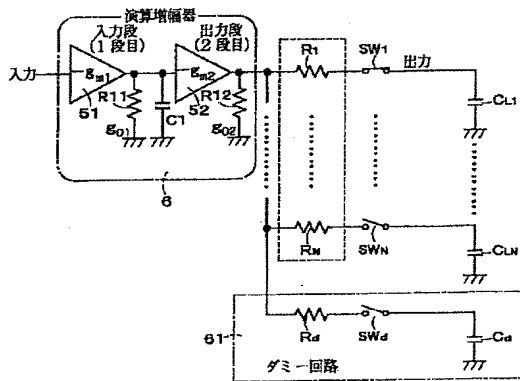 演算増幅器
入力段
(1段目)
出力段
(2段目)
入力
gm1
gm2
51
52
R11
R12
C1
gO1
gO2
6
R1
SW1
出力
CL1
RN
SWN
CLN
61
Rd
SWd
Cd
ダミー回路